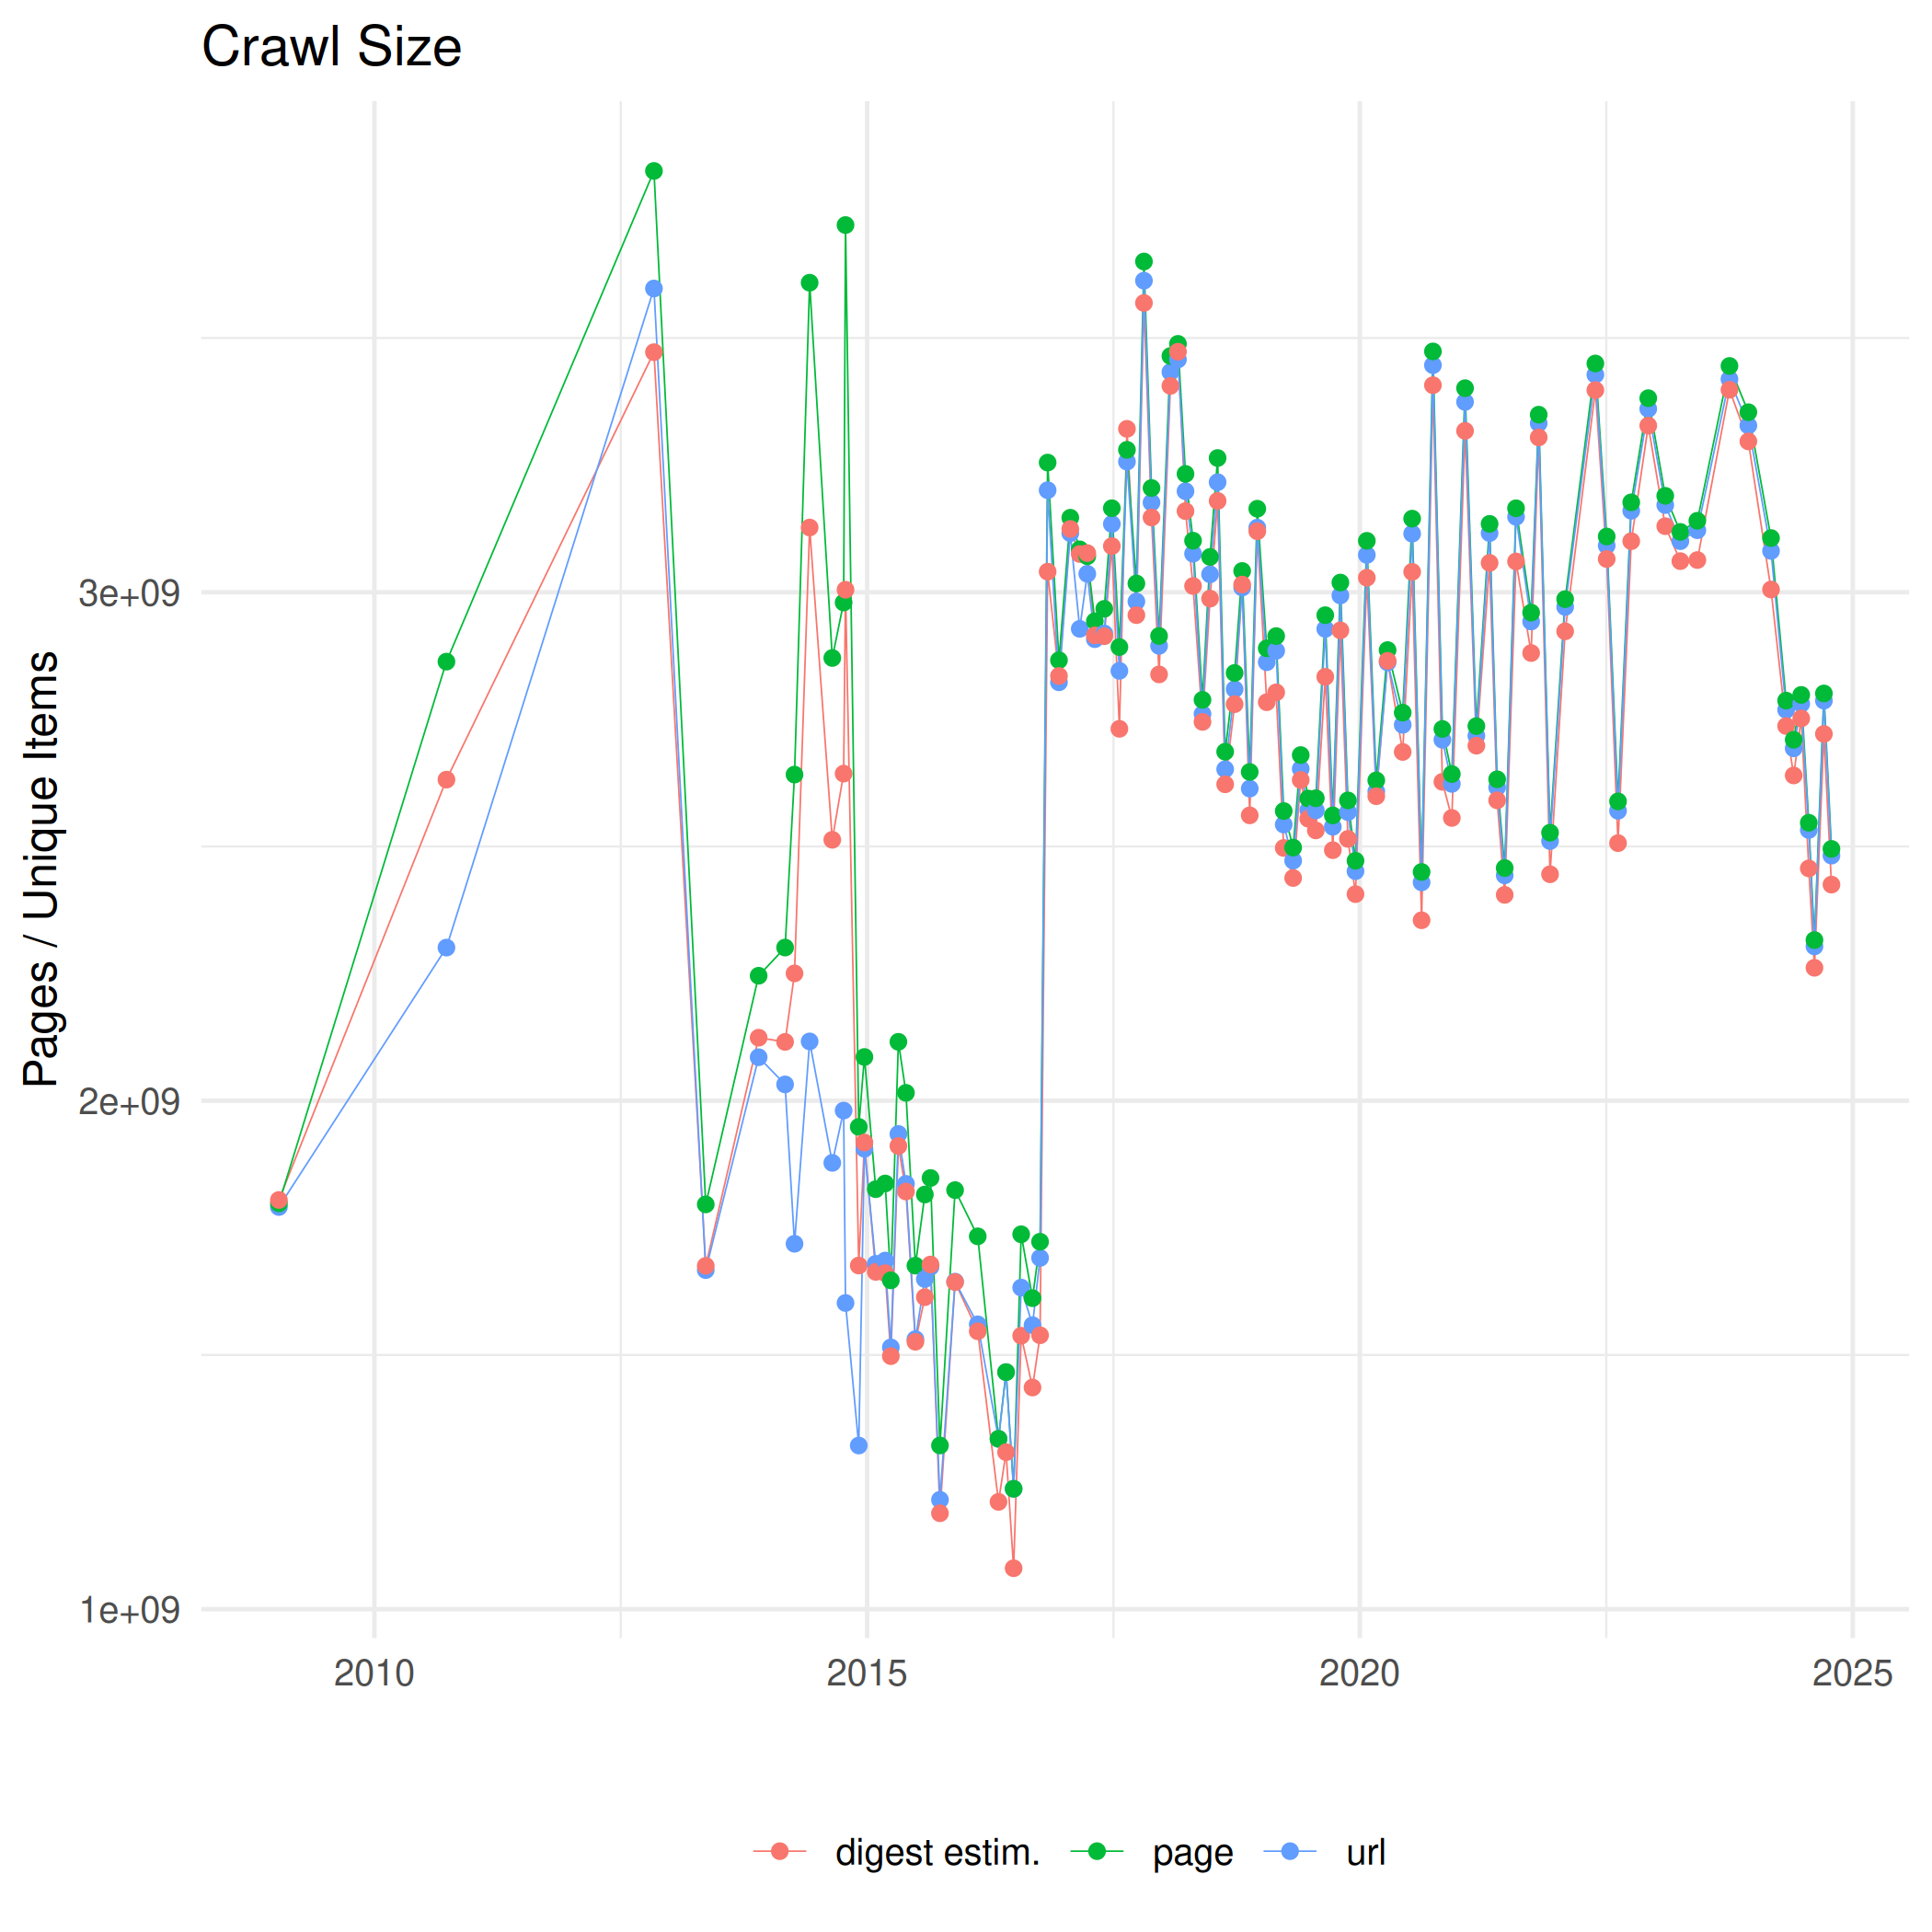 Crawl Size
Pages / Unique Items
3e+09
2e+09
1e+09
2010 2015 2020 2025
digest estim. page url